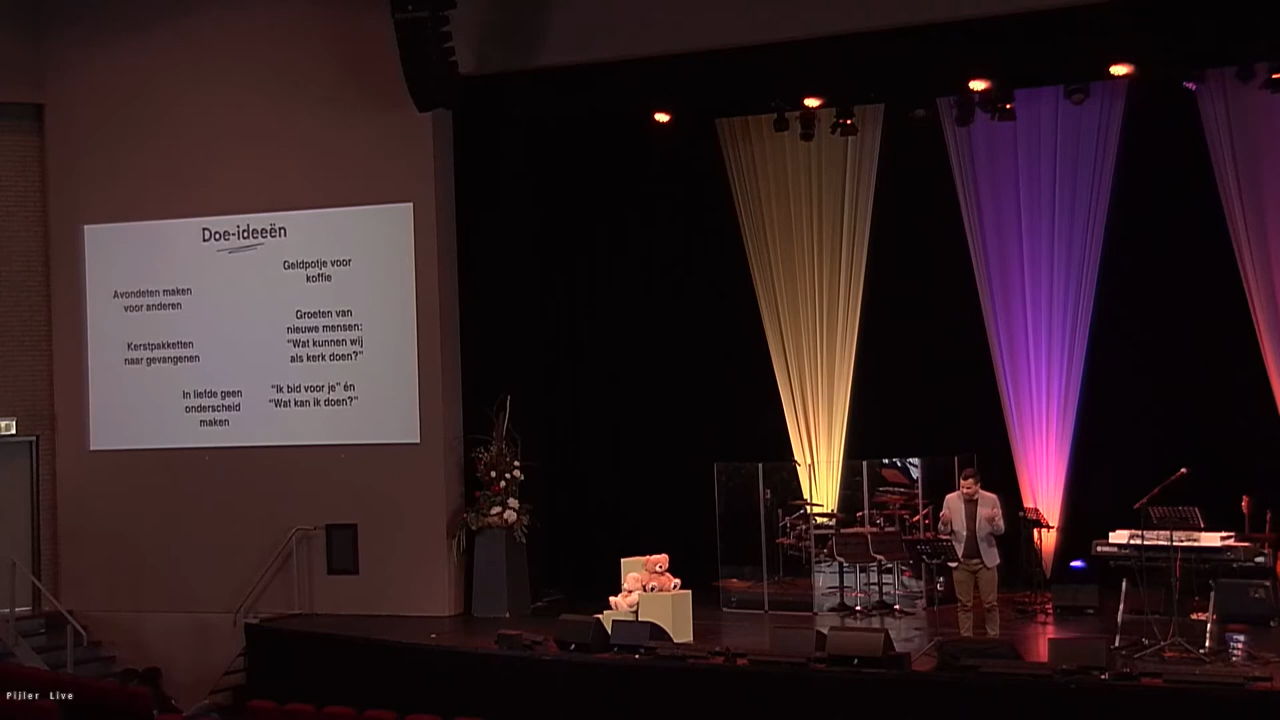 Doe-ideeën
Geldpotje voor
koffie
Avondeten maken
voor anderen
Groeten van
nieuwe mensen:
“Wat kunnen wij
als kerk doen?”
Kerstpakketten
naar gevangenen
“Ik bid voor je” én
“Wat kan ik doen?”
In liefde geen
onderscheid
maken
Pijler Live